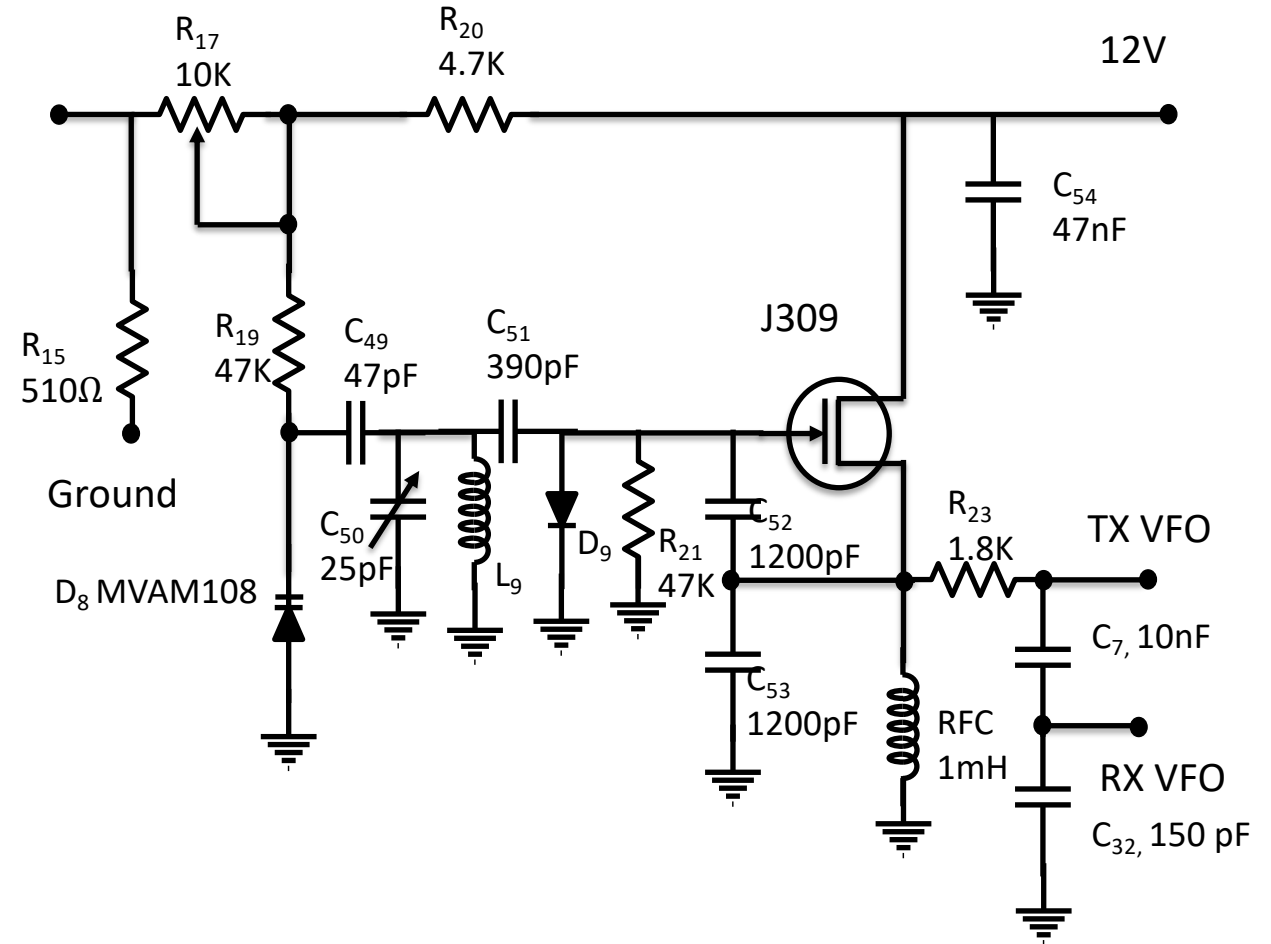 R17
10K
R20
4.7K
12V
C54
47nF
J309
R15
510Ω
R19
47K
C49
47pF
C51
390pF
Ground
C50
25pF
L9
D9
R21
47K
C52
1200pF
R23
1.8K
TX VFO
D8 MVAM108
C7, 10nF
C53
1200pF
RFC
1mH
RX VFO
C32, 150 pF